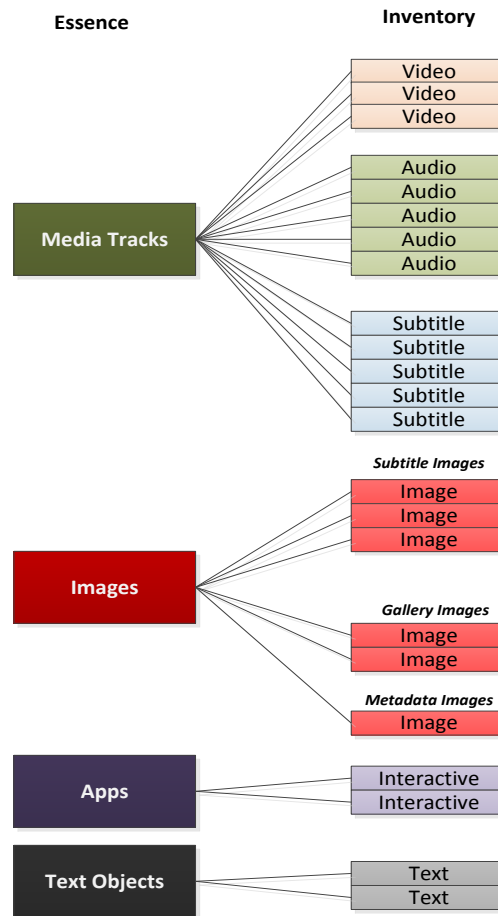 Essence
Inventory
Video
Video
Video
Audio
Audio
Media Tracks
Audio
Audio
Audio
Subtitle
Subtitle
Subtitle
Subtitle
Subtitle
Subtitle Images
Image
Image
Image
Images
Gallery Images
Image
Image
Metadata Images
Image
Apps
Interactive
Interactive
Text Objects
Text
Text